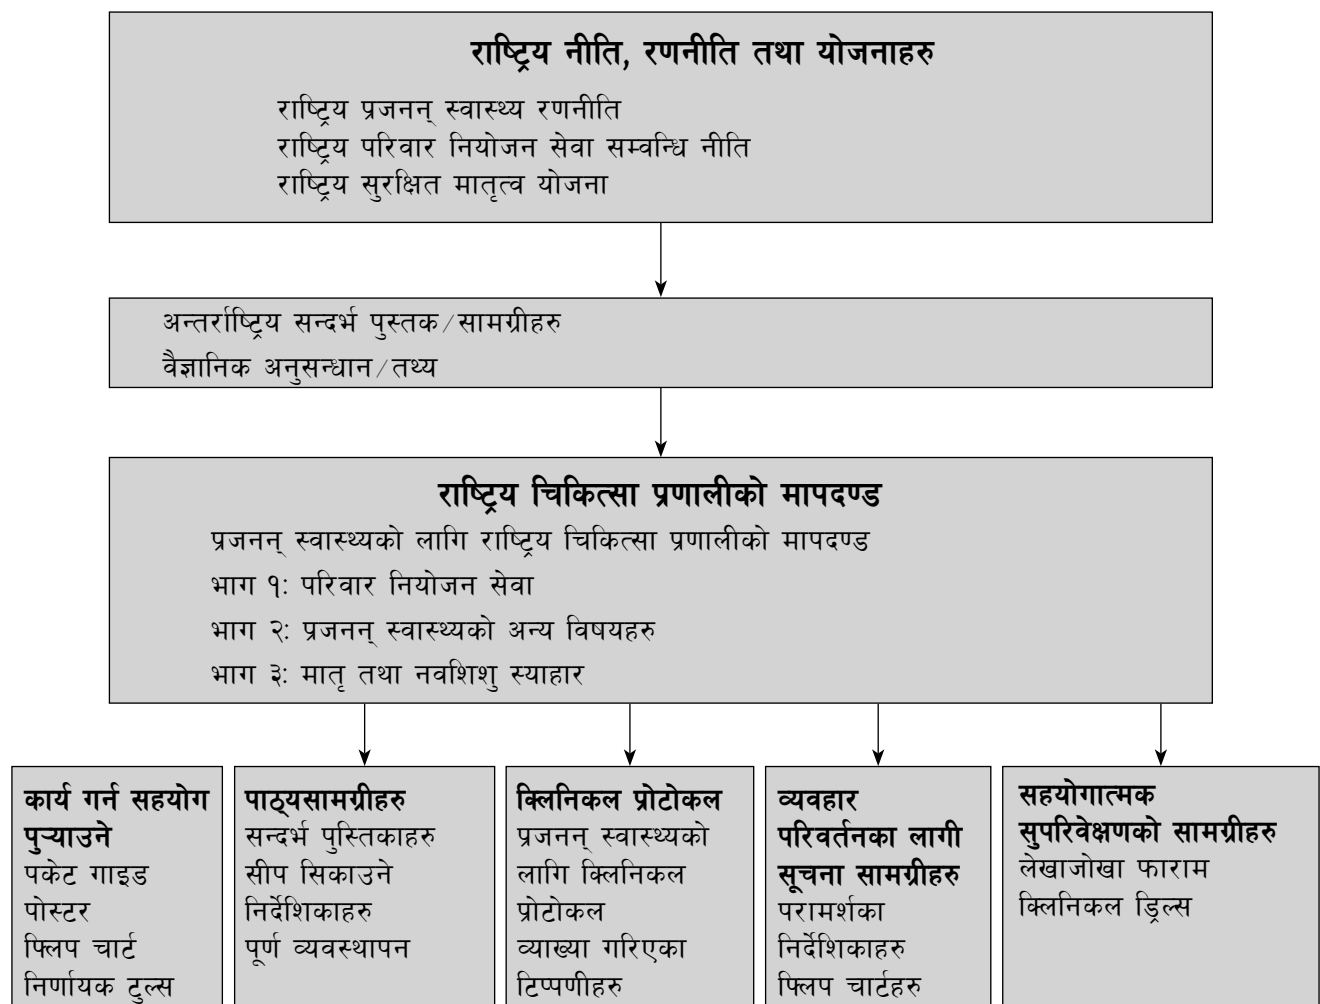 राष्ट्रिय नीति, रणनीति तथा योजनाहरु
राष्ट्रिय प्रजनन् स्वास्थ्य रणनीति
राष्ट्रिय परिवार नियोजन सेवा सम्वन्धि नीति
राष्ट्रिय सुरक्षित मातृत्व योजना
अन्तर्राष्ट्रिय सन्दर्भ पुस्तक/सामग्रीहरु
वैज्ञानिक अनुसन्धान/तथ्य
राष्ट्रिय चिकित्सा प्रणालीको मापदण्ड
प्रजनन् स्वास्थ्यको लागि राष्ट्रिय चिकित्सा प्रणालीको मापदण्ड
भाग १: परिवार नियोजन सेवा
भाग २: प्रजनन् स्वास्थ्यको अन्य विषयहरु
भाग ३: मातृ तथा नवशिशु स्याहार
कार्य गर्न सहयोग
पुऱ्याउने
पकेट गाइड
पोस्टर
फ्लिप चार्ट
निर्णायक टुल्स
पाठ्यसामग्रीहरु
सन्दर्भ पुस्तिकाहरु
सीप सिकाउने
निर्देशिकाहरु
पूर्ण व्यवस्थापन
क्लिनिकल प्रोटोकल
प्रजनन् स्वास्थ्यको
लागि क्लिनिकल
प्रोटोकल
व्याख्या गरिएका
टिप्पणीहरु
व्यवहार
परिवर्तनका लागी
सूचना सामग्रीहरु
परामर्शका
निर्देशिकाहरु
फ्लिप चार्टहरु
सहयोगात्मक
सुपरिवेक्षणको सामग्रीहरु
लेखाजोखा फाराम
क्लिनिकल ड्रिल्स